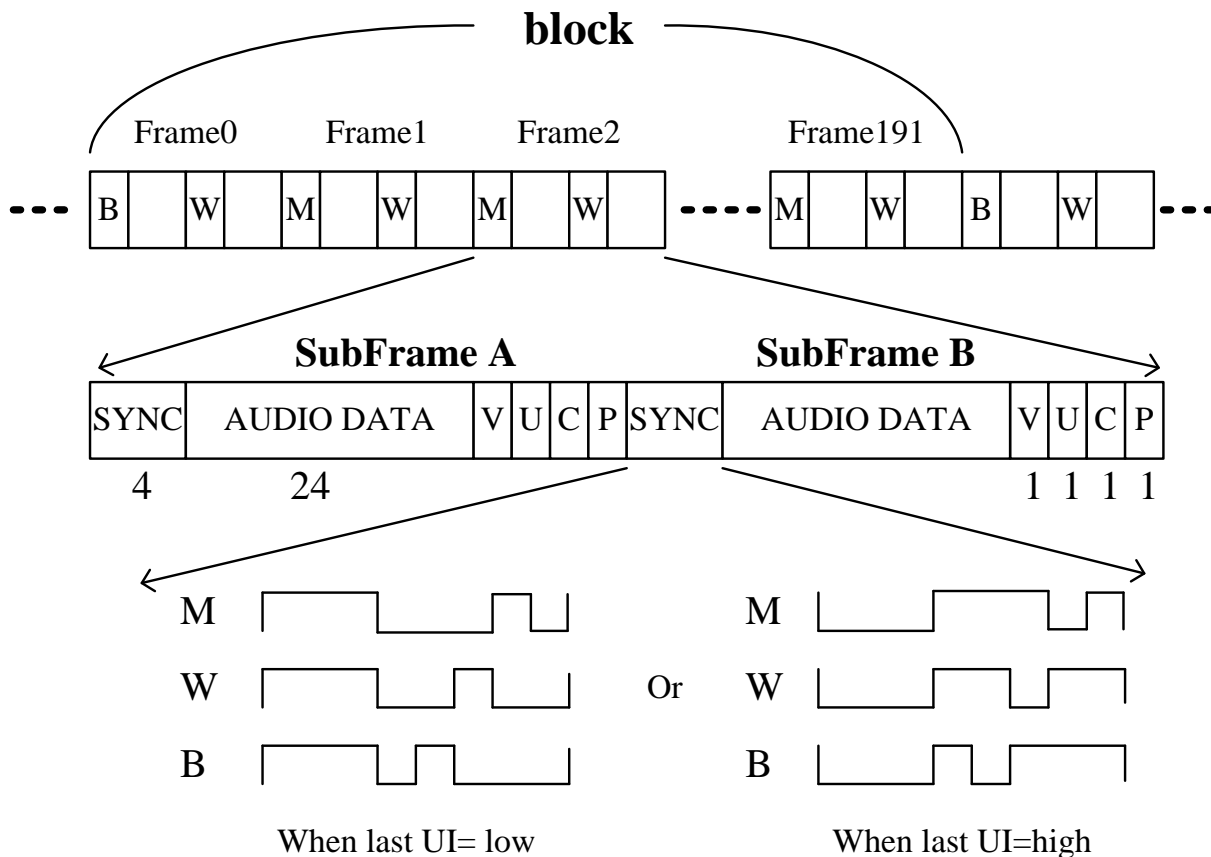 block
Frame0 Frame1 Frame2 Frame191
B W M W M W M W B W
SubFrame A SubFrame B
SYNC AUDIO DATA V U C P SYNC AUDIO DATA V U C P
4 24 1 1 1 1
M M
W Or W
B B
When last UI= low When last UI=high